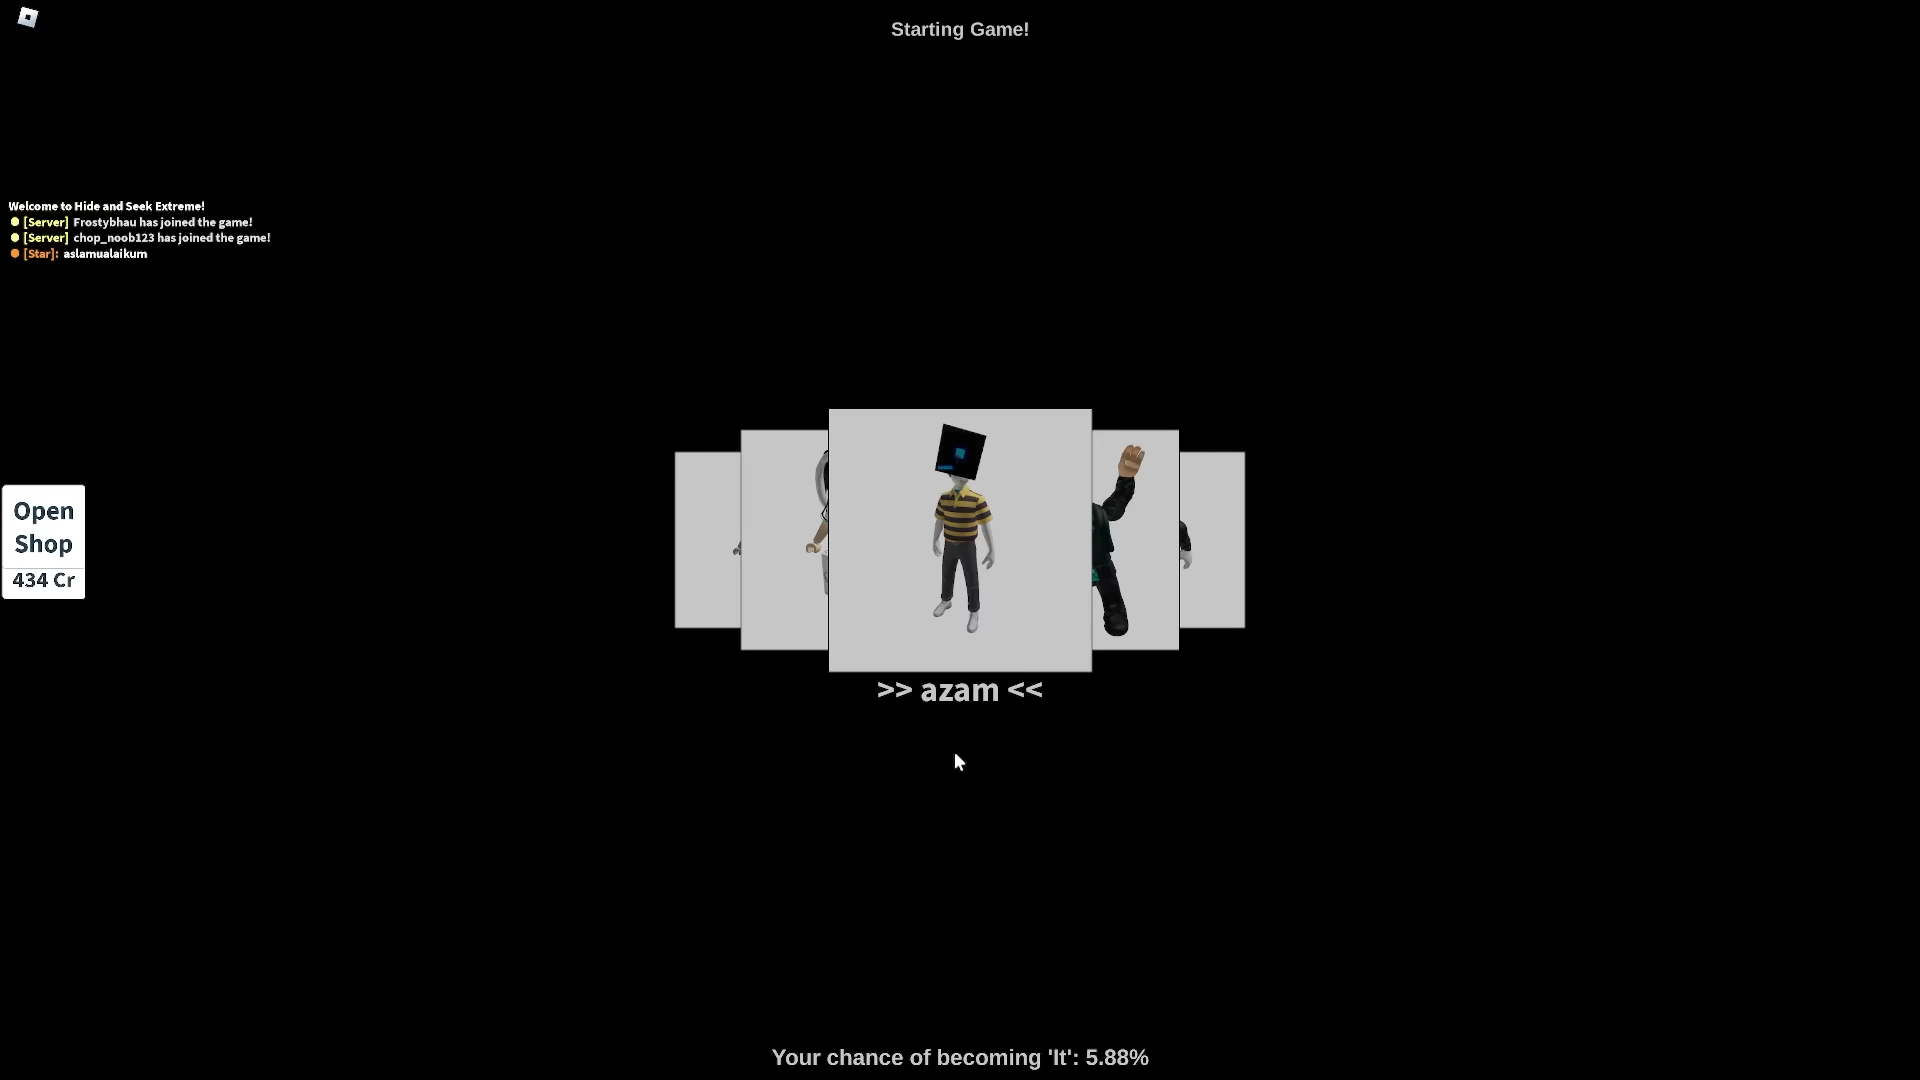 Starting Game!
Welcome to Hide and Seek Extreme!
[Server] Frostybhau has joined the game!
[Server] chop_noob123 has joined the game!
[Star]: aslamualaikum
Open
Shop
434 Cr
>> azam <<
Your chance of becoming 'It': 5.88%